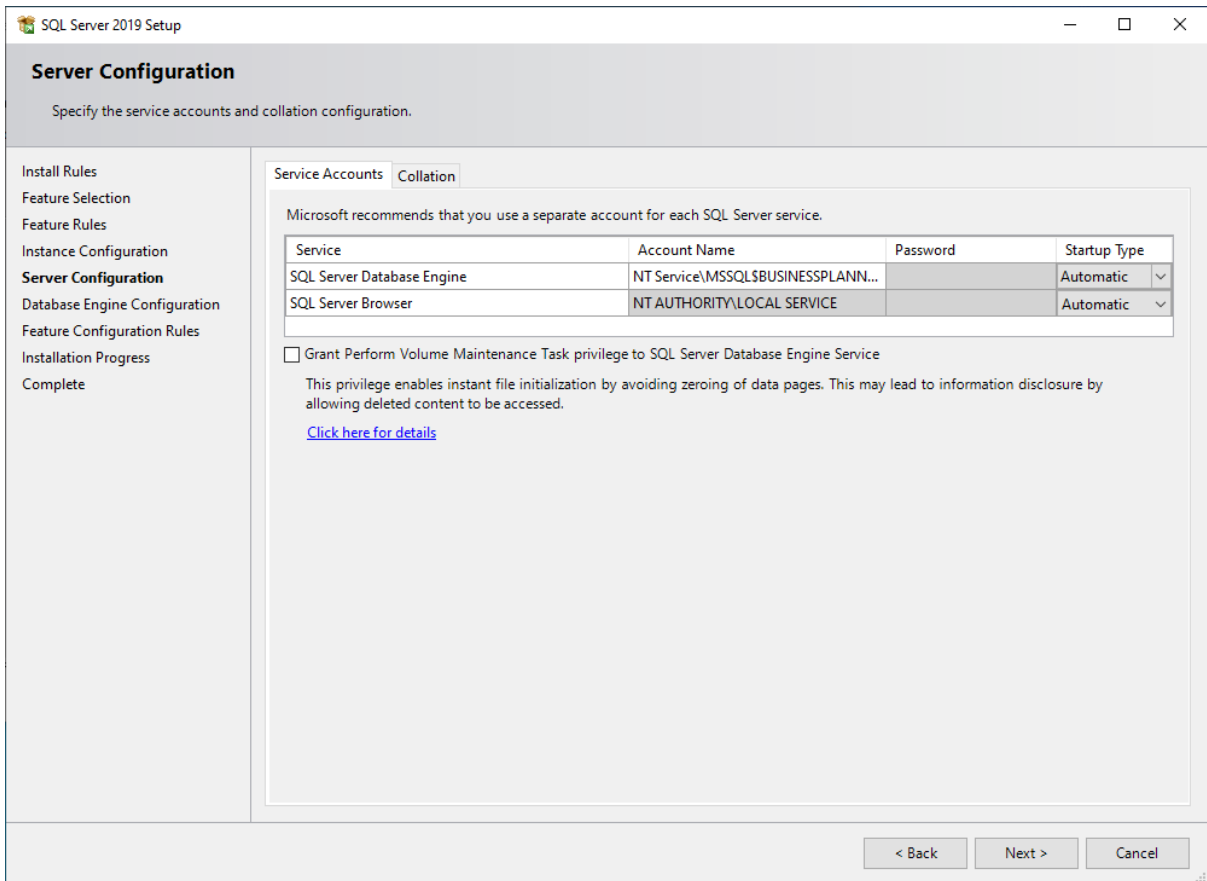 SQL Server 2019 Setup
Server Configuration
Specify the service accounts and collation configuration.
Install Rules
Feature Selection
Feature Rules
Instance Configuration
Server Configuration
Database Engine Configuration
Feature Configuration Rules
Installation Progress
Complete
Service Accounts Collation
Microsoft recommends that you use a separate account for each SQL Server service.
Service Account Name Password Startup Type
SQL Server Database Engine NT Service\MSSQL$BUSINESSPLANN... Automatic
SQL Server Browser NT AUTHORITY\LOCAL SERVICE Automatic
Grant Perform Volume Maintenance Task privilege to SQL Server Database Engine Service
This privilege enables instant file initialization by avoiding zeroing of data pages. This may lead to information disclosure by
allowing deleted content to be accessed.
Click here for details
< Back Next > Cancel